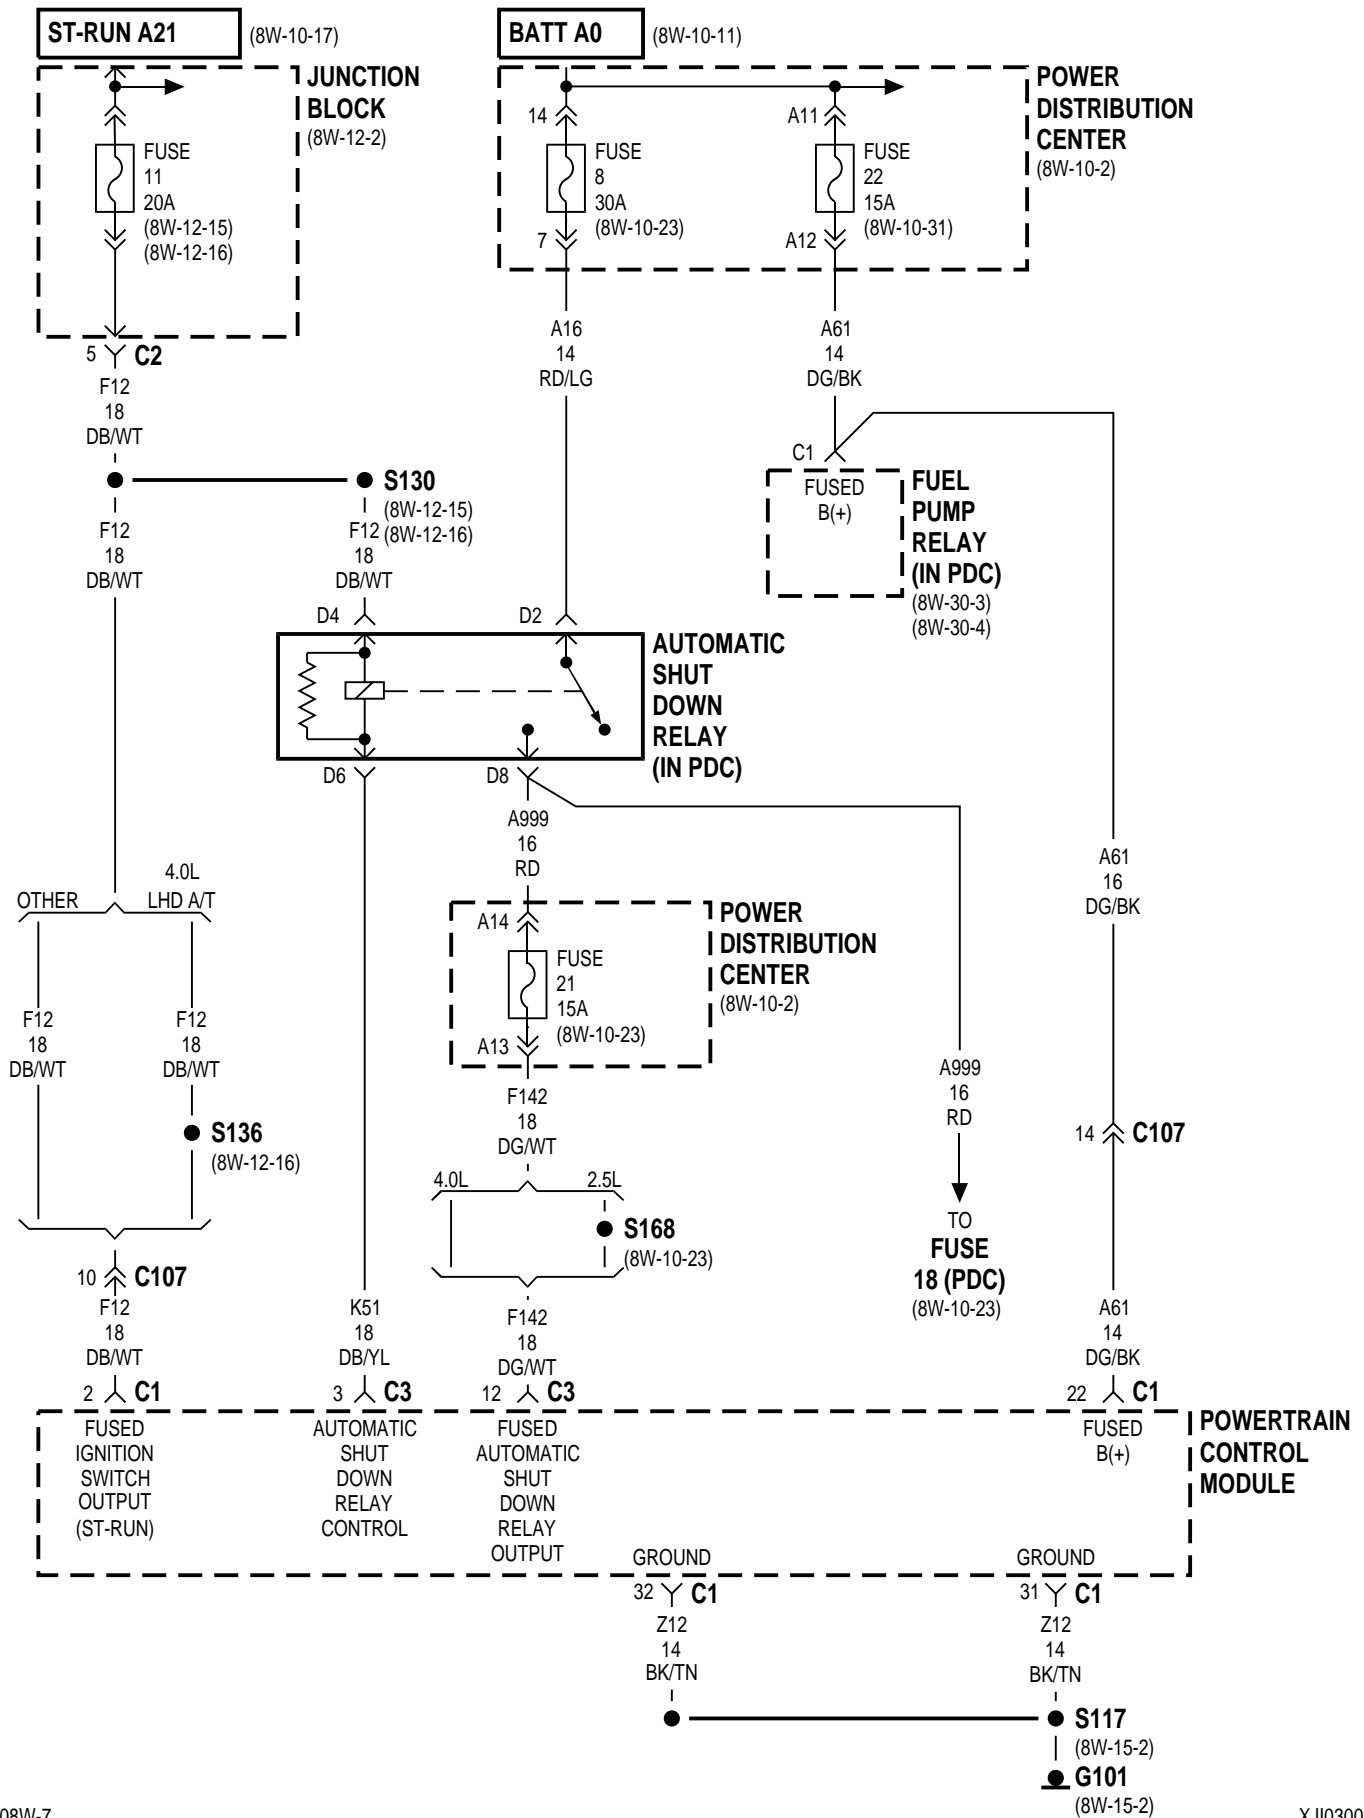 ST-RUN A21
(8W-10-17)
BATT A0
(8W-10-11)
JUNCTION
BLOCK
(8W-12-2)
POWER
DISTRIBUTION
CENTER
(8W-10-2)
FUSE
11
20A
(8W-12-15)
(8W-12-16)
14
FUSE
8
30A
(8W-10-23)
7
A11
FUSE
22
15A
(8W-10-31)
A12
5
C2
F12
18
DB/WT
A16
14
RD/LG
A61
14
DG/BK
S130
(8W-12-15)
(8W-12-16)
F12
18
DB/WT
F12
18
DB/WT
C1
FUSED
B(+)
FUEL
PUMP
RELAY
(IN PDC)
(8W-30-3)
(8W-30-4)
D4
D2
AUTOMATIC
SHUT
DOWN
RELAY
(IN PDC)
D6
D8
A999
16
RD
OTHER
4.0L
LHD A/T
A61
16
DG/BK
A14
FUSE
21
15A
(8W-10-23)
A13
POWER
DISTRIBUTION
CENTER
(8W-10-2)
F12
18
DB/WT
F12
18
DB/WT
A999
16
RD
F142
18
DG/WT
S136
(8W-12-16)
14
C107
4.0L
2.5L
S168
(8W-10-23)
TO
FUSE
18 (PDC)
(8W-10-23)
10
C107
F12
18
DB/WT
K51
18
DB/YL
F142
18
DG/WT
A61
14
DG/BK
2
C1
3
C3
12
C3
22
C1
FUSED
IGNITION
SWITCH
OUTPUT
(ST-RUN)
AUTOMATIC
SHUT
DOWN
RELAY
CONTROL
FUSED
AUTOMATIC
SHUT
DOWN
RELAY
OUTPUT
FUSED
B(+)
POWERTRAIN
CONTROL
MODULE
GROUND
GROUND
32
C1
31
C1
Z12
14
BK/TN
Z12
14
BK/TN
S117
(8W-15-2)
G101
(8W-15-2)